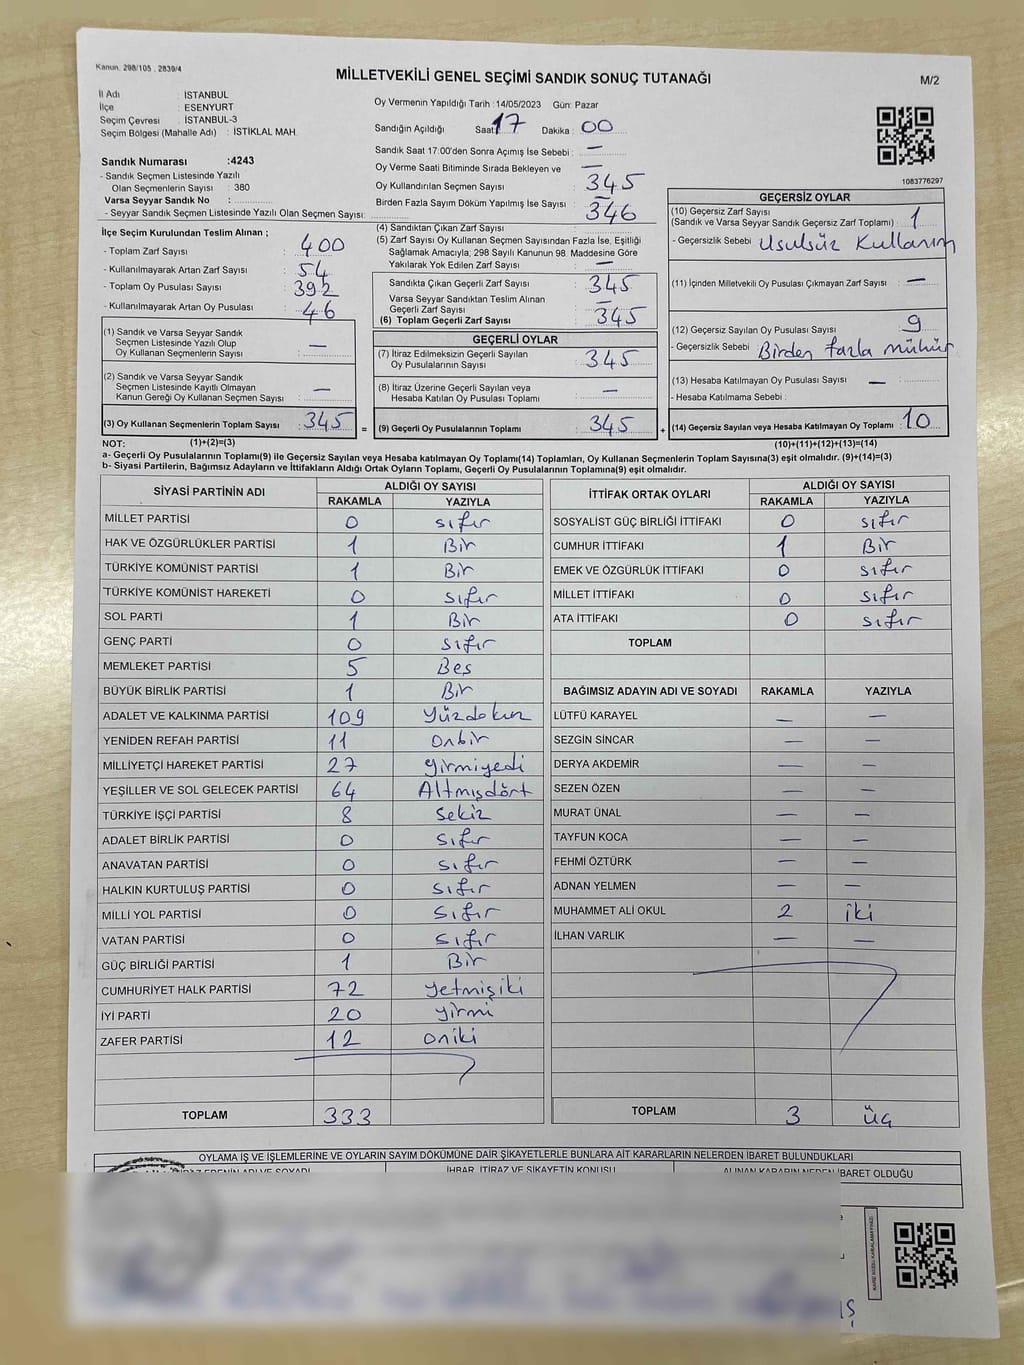 Kanun. 298/105 , 2839/4
MİLLETVEKİLİ GENEL SEÇİMİ SANDIK SONUÇ TUTANAĞI
M/2
İl Adı : İSTANBUL
İlçe : ESENYURT
Seçim Çevresi : İSTANBUL-3
Seçim Bölgesi (Mahalle Adı) : İSTİKLAL MAH.
Sandık Numarası :4243
- Sandık Seçmen Listesinde Yazılı
Olan Seçmenlerin Sayısı : 380
Varsa Seyyar Sandık No :
- Seyyar Sandık Seçmen Listesinde Yazılı Olan Seçmen Sayısı:
Oy Vermenin Yapıldığı Tarih : 14/05/2023 Gün: Pazar
Sandığın Açıldığı Saat: 17 Dakika : 00
Sandık Saat 17:00'den Sonra Açımış İse Sebebi : —
Oy Verme Saati Bitiminde Sırada Bekleyen ve —
Oy Kullandırılan Seçmen Sayısı : 345
Birden Fazla Sayım Döküm Yapılmış İse Sayısı : —
1083776297
İlçe Seçim Kurulundan Teslim Alınan ;
- Toplam Zarf Sayısı : 400
- Kullanılmayarak Artan Zarf Sayısı : 54
- Toplam Oy Pusulası Sayısı : 392
- Kullanılmayarak Artan Oy Pusulası : 46
(1) Sandık ve Varsa Seyyar Sandık
Seçmen Listesinde Yazılı Olup
Oy Kullanan Seçmenlerin Sayısı : —
(2) Sandık ve Varsa Seyyar Sandık
Seçmen Listesinde Kayıtlı Olmayan
Kanun Gereği Oy Kullanan Seçmen Sayısı : —
(3) Oy Kullanan Seçmenlerin Toplam Sayısı : 345 =
(4) Sandıktan Çıkan Zarf Sayısı : 346
(5) Zarf Sayısı Oy Kullanan Seçmen Sayısından Fazla İse, Eşitliği
Sağlamak Amacıyla, 298 Sayılı Kanunun 98. Maddesine Göre
Yakılarak Yok Edilen Zarf Sayısı : —
Sandıkta Çıkan Geçerli Zarf Sayısı : 345
Varsa Seyyar Sandıktan Teslim Alınan
Geçerli Zarf Sayısı : —
(6) Toplam Geçerli Zarf Sayısı : 345
GEÇERLİ OYLAR
(7) İtiraz Edilmeksizin Geçerli Sayılan
Oy Pusulalarının Sayısı : 345
(8) İtiraz Üzerine Geçerli Sayılan veya
Hesaba Katılan Oy Pusulası Toplamı : —
(9) Geçerli Oy Pusulalarının Toplamı : 345 +
GEÇERSİZ OYLAR
(10) Geçersiz Zarf Sayısı
(Sandık ve Varsa Seyyar Sandık Geçersiz Zarf Toplamı) : 1
- Geçersizlik Sebebi : Usulsüz Kullanım
(11) İçinden Milletvekili Oy Pusulası Çıkmayan Zarf Sayısı : —
(12) Geçersiz Sayılan Oy Pusulası Sayısı : 9
- Geçersizlik Sebebi : Birden fazla mühür
(13) Hesaba Katılmayan Oy Pusulası Sayısı : —
- Hesaba Katılmama Sebebi :
(14) Geçersiz Sayılan veya Hesaba Katılmayan Oy Toplamı : 10
NOT: (1)+(2)=(3) (10)+(11)+(12)+(13)=(14)
a- Geçerli Oy Pusulalarının Toplamı(9) ile Geçersiz Sayılan veya Hesaba katılmayan Oy Toplamı(14) Toplamları, Oy Kullanan Seçmenlerin Toplam Sayısına(3) eşit olmalıdır. (9)+(14)=(3)
b- Siyasi Partilerin, Bağımsız Adayların ve İttifakların Aldığı Ortak Oyların Toplamı, Geçerli Oy Pusulalarının Toplamına(9) eşit olmalıdır.
SİYASİ PARTİNİN ADI ALDIĞI OY SAYISI
RAKAMLA YAZIYLA
MİLLET PARTİSİ 0 sıfır
HAK VE ÖZGÜRLÜKLER PARTİSİ 1 Bir
TÜRKİYE KOMÜNİST PARTİSİ 1 Bir
TÜRKİYE KOMÜNİST HAREKETİ 0 sıfır
SOL PARTİ 1 Bir
GENÇ PARTİ 0 sıfır
MEMLEKET PARTİSİ 5 Beş
BÜYÜK BİRLİK PARTİSİ 1 Bir
ADALET VE KALKINMA PARTİSİ 109 Yüzdokuz
YENİDEN REFAH PARTİSİ 11 Onbir
MİLLİYETÇİ HAREKET PARTİSİ 27 yirmiyedi
YEŞİLLER VE SOL GELECEK PARTİSİ 64 Altmışdört
TÜRKİYE İŞÇİ PARTİSİ 8 Sekiz
ADALET BİRLİK PARTİSİ 0 sıfır
ANAVATAN PARTİSİ 0 sıfır
HALKIN KURTULUŞ PARTİSİ 0 sıfır
MİLLİ YOL PARTİSİ 0 sıfır
VATAN PARTİSİ 0 sıfır
GÜÇ BİRLİĞİ PARTİSİ 1 Bir
CUMHURİYET HALK PARTİSİ 72 yetmişiki
İYİ PARTİ 20 yirmi
ZAFER PARTİSİ 12 oniki
TOPLAM 333
İTTİFAK ORTAK OYLARI ALDIĞI OY SAYISI
RAKAMLA YAZIYLA
SOSYALİST GÜÇ BİRLİĞİ İTTİFAKI 0 sıfır
CUMHUR İTTİFAKI 1 Bir
EMEK VE ÖZGÜRLÜK İTTİFAKI 0 sıfır
MİLLET İTTİFAKI 0 sıfır
ATA İTTİFAKI 0 sıfır
TOPLAM
BAĞIMSIZ ADAYIN ADI VE SOYADI RAKAMLA YAZIYLA
LÜTFÜ KARAYEL — —
SEZGİN SİNCAR — —
DERYA AKDEMİR — —
SEZEN ÖZEN — —
MURAT ÜNAL — —
TAYFUN KOCA — —
FEHMİ ÖZTÜRK — —
ADNAN YELMEN — —
MUHAMMET ALİ OKUL 2 iki
İLHAN VARLIK — —
TOPLAM 3 üç
OYLAMA İŞ VE İŞLEMLERİNE VE OYLARIN SAYIM DÖKÜMÜNE DAİR ŞİKAYETLERLE BUNLARA AİT KARARLARIN NELERDEN İBARET BULUNDUKLARI
İHBAR, İTİRAZ VE ŞİKAYETİN KONUSU ALINAN KARARIN NEDEN İBARET OLDUĞU